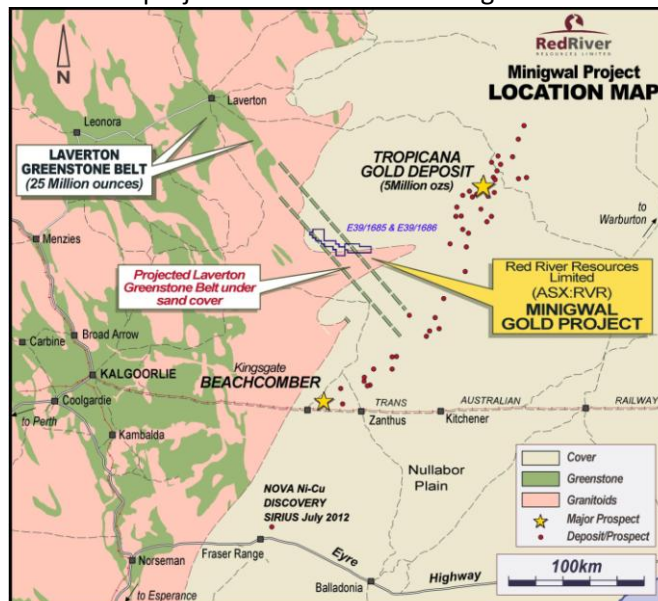 RedRiver
RESOURCES LIMITED
Minigwal Project
LOCATION MAP
N
Laverton
Leonora
LAVERTON
GREENSTONE BELT
(25 Million ounces)
TROPICANA
GOLD DEPOSIT
(5Million ozs)
to
Warburton
Menzies
E39/1685 & E39/1686
Projected Laverton
Greenstone Belt under
sand cover
Red River Resources
Limited
(ASX:RVR)
MINIGWAL
GOLD PROJECT
Carbine
Broad Arrow
KALGOORLIE
Kingsgate
BEACHCOMBER
Coolgardie
to Perth
Kambalda
TRANS
AUSTRALIAN
RAILWAY
Zanthus
Kitchener
Nullabor
Plain
Cover
Greenstone
Granitoids
Major Prospect
Deposit/Prospect
NOVA Ni-Cu
DISCOVERY
SIRIUS July 2012
Norseman
Fraser Range
Eyre
Highway
Balladonia
100km
to Esperance